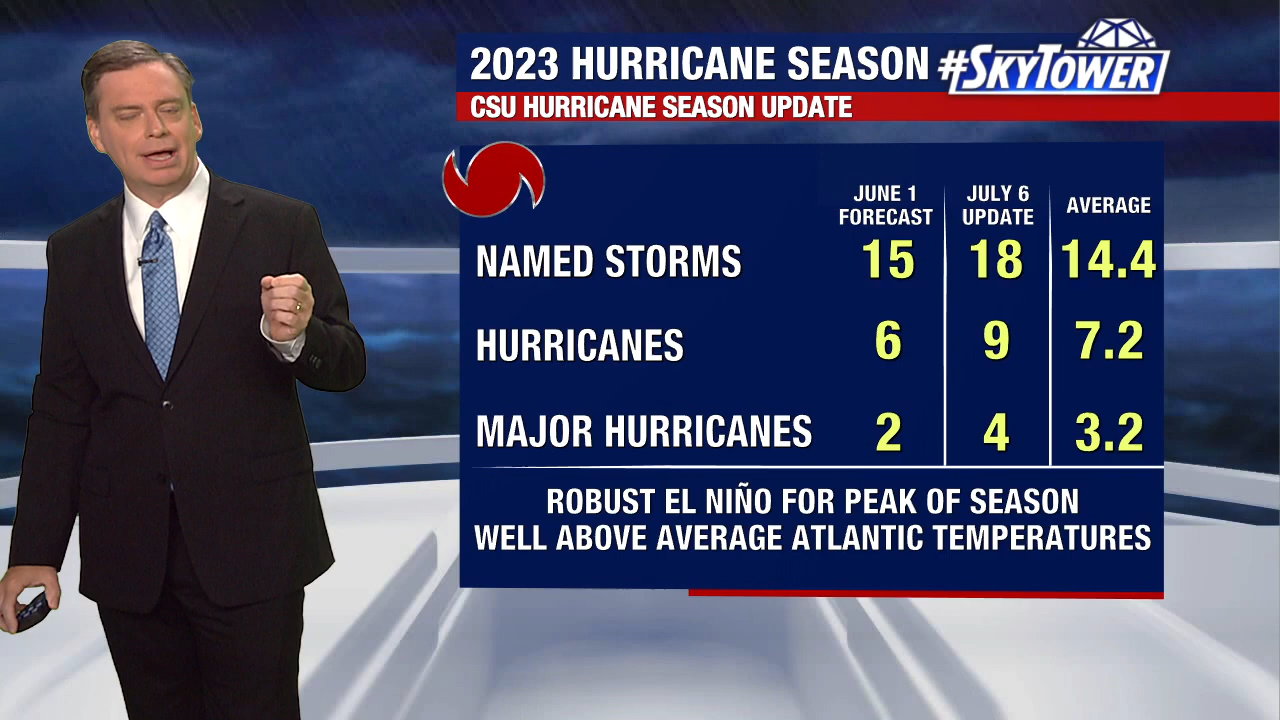 2023 HURRICANE SEASON #SKYTOWER
CSU HURRICANE SEASON UPDATE
JUNE 1 FORECAST JULY 6 UPDATE AVERAGE
NAMED STORMS 15 18 14.4
HURRICANES 6 9 7.2
MAJOR HURRICANES 2 4 3.2
ROBUST EL NIÑO FOR PEAK OF SEASON
WELL ABOVE AVERAGE ATLANTIC TEMPERATURES